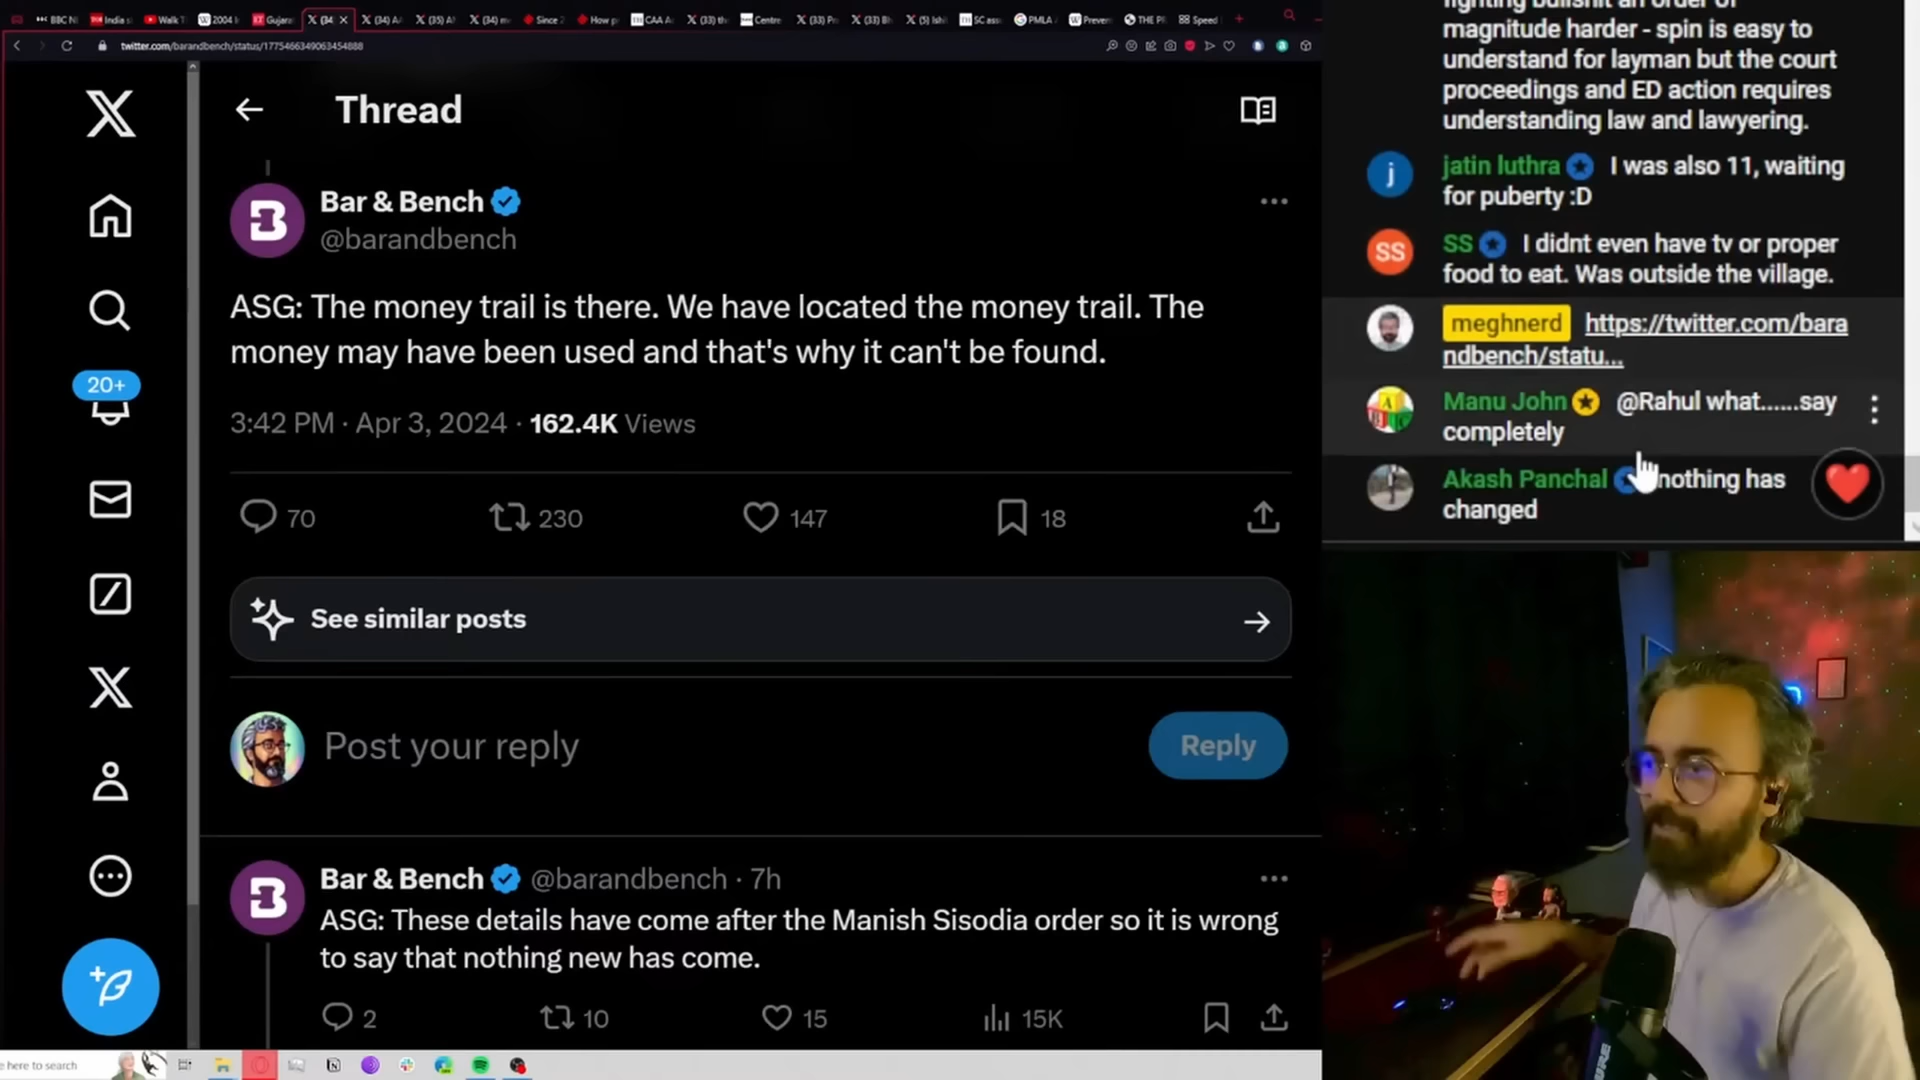 BBC N
India s
Walk T
2004 I
Gujara
(34
(34) A
(35) A
(34) m
Since 2
How p
CAA A
(33) th
Centre
(33) Pr
(33) Bh
(5) Ishi
SC ass
PMLA
Preven
THE P
Speed
twitter.com/barandbench/status/1775466349063454888
Thread
Bar & Bench
@barandbench
ASG: The money trail is there. We have located the money trail. The
money may have been used and that's why it can't be found.
3:42 PM · Apr 3, 2024 · 162.4K Views
70
230
147
18
See similar posts
Post your reply
Reply
Bar & Bench @barandbench · 7h
ASG: These details have come after the Manish Sisodia order so it is wrong
to say that nothing new has come.
2
10
15
15K
20+
here to search
fighting bullshit an order of
magnitude harder - spin is easy to
understand for layman but the court
proceedings and ED action requires
understanding law and lawyering.
j
jatin luthra I was also 11, waiting
for puberty :D
SS
SS I didnt even have tv or proper
food to eat. Was outside the village.
meghnerd https://twitter.com/bara
ndbench/statu...
Manu John @Rahul what......say
completely
Akash Panchal nothing has
changed